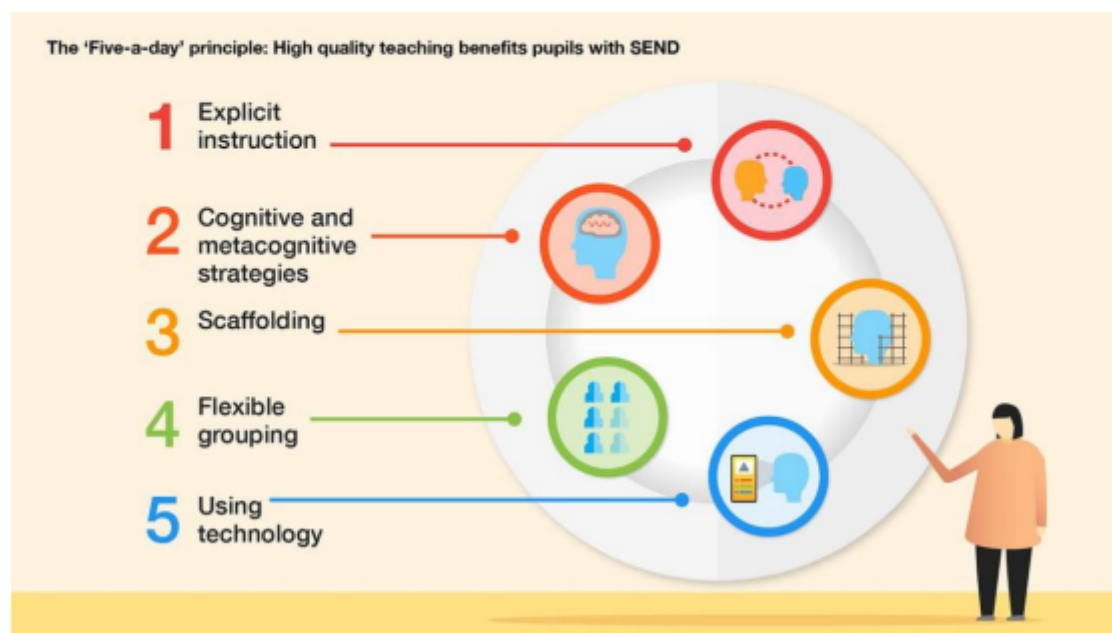 The ‘Five-a-day’ principle: High quality teaching benefits pupils with SEND
1 Explicit
instruction
2 Cognitive and
metacognitive
strategies
3 Scaffolding
4 Flexible
grouping
5 Using
technology